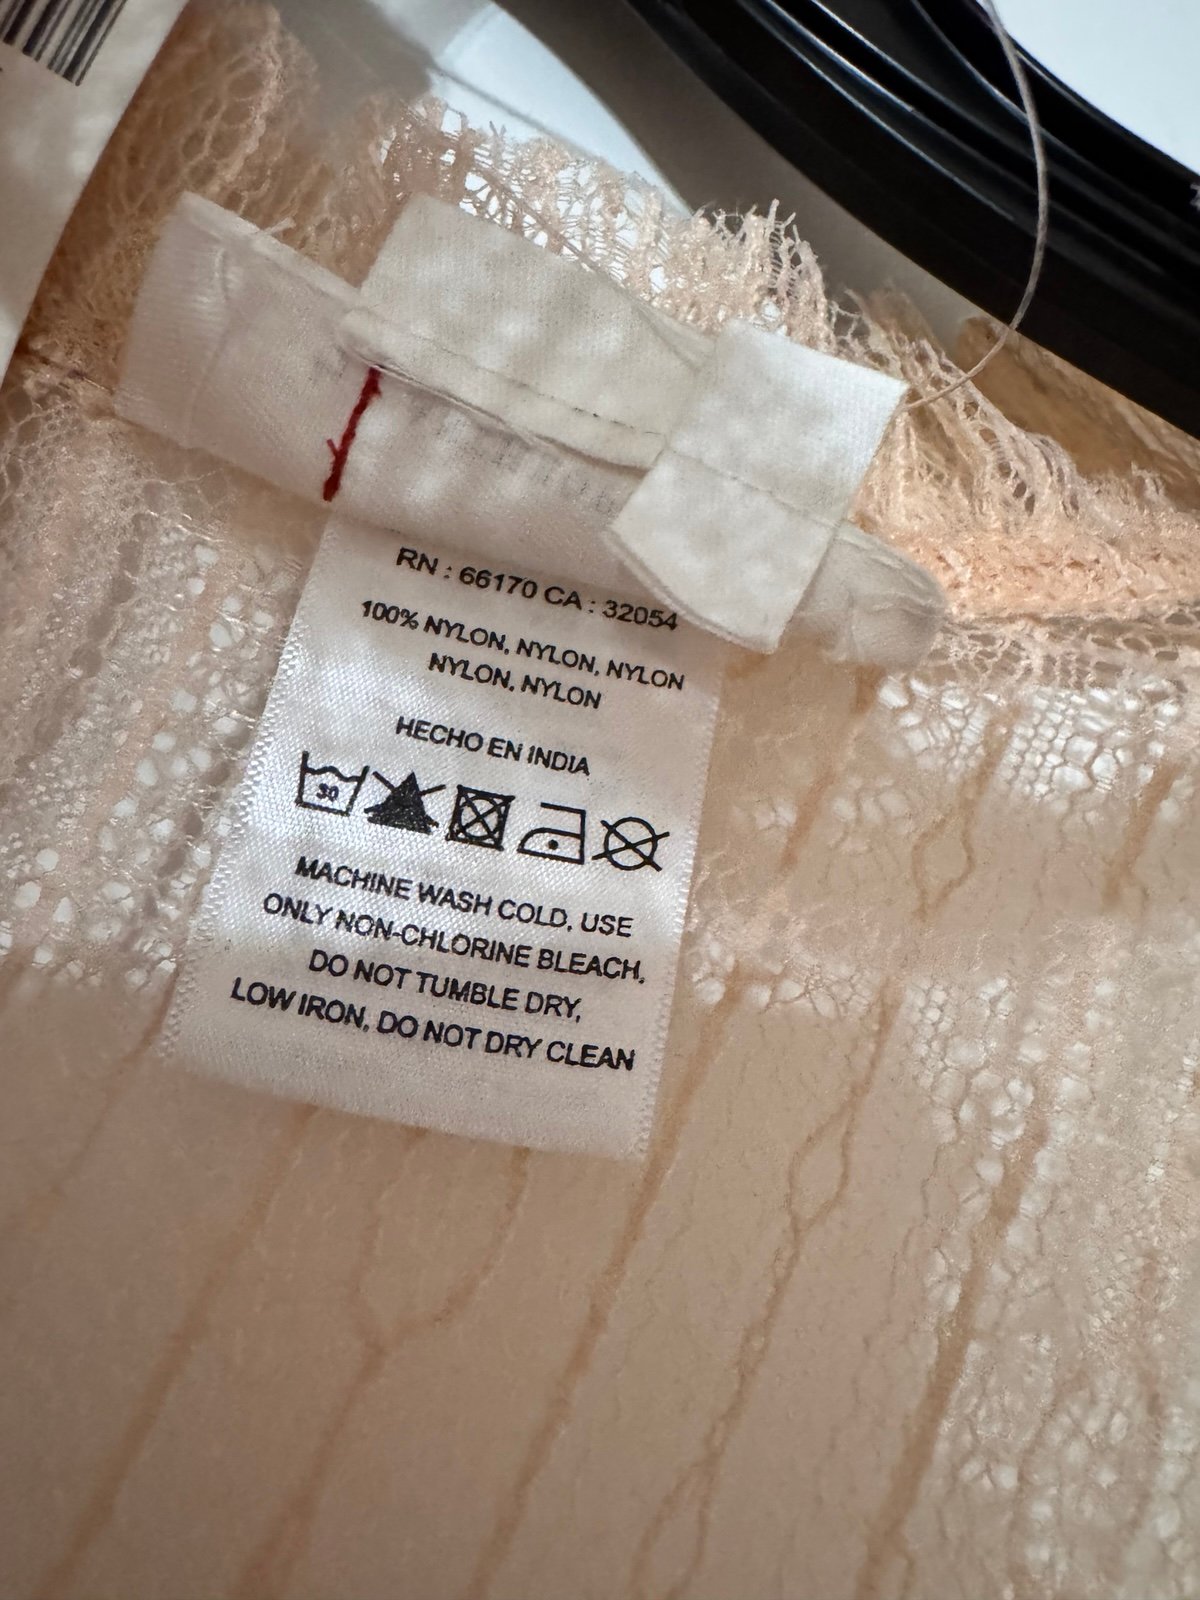 RN : 66170 CA : 32054
100% NYLON, NYLON, NYLON
NYLON, NYLON
HECHO EN INDIA
30
MACHINE WASH COLD, USE
ONLY NON-CHLORINE BLEACH,
DO NOT TUMBLE DRY,
LOW IRON, DO NOT DRY CLEAN